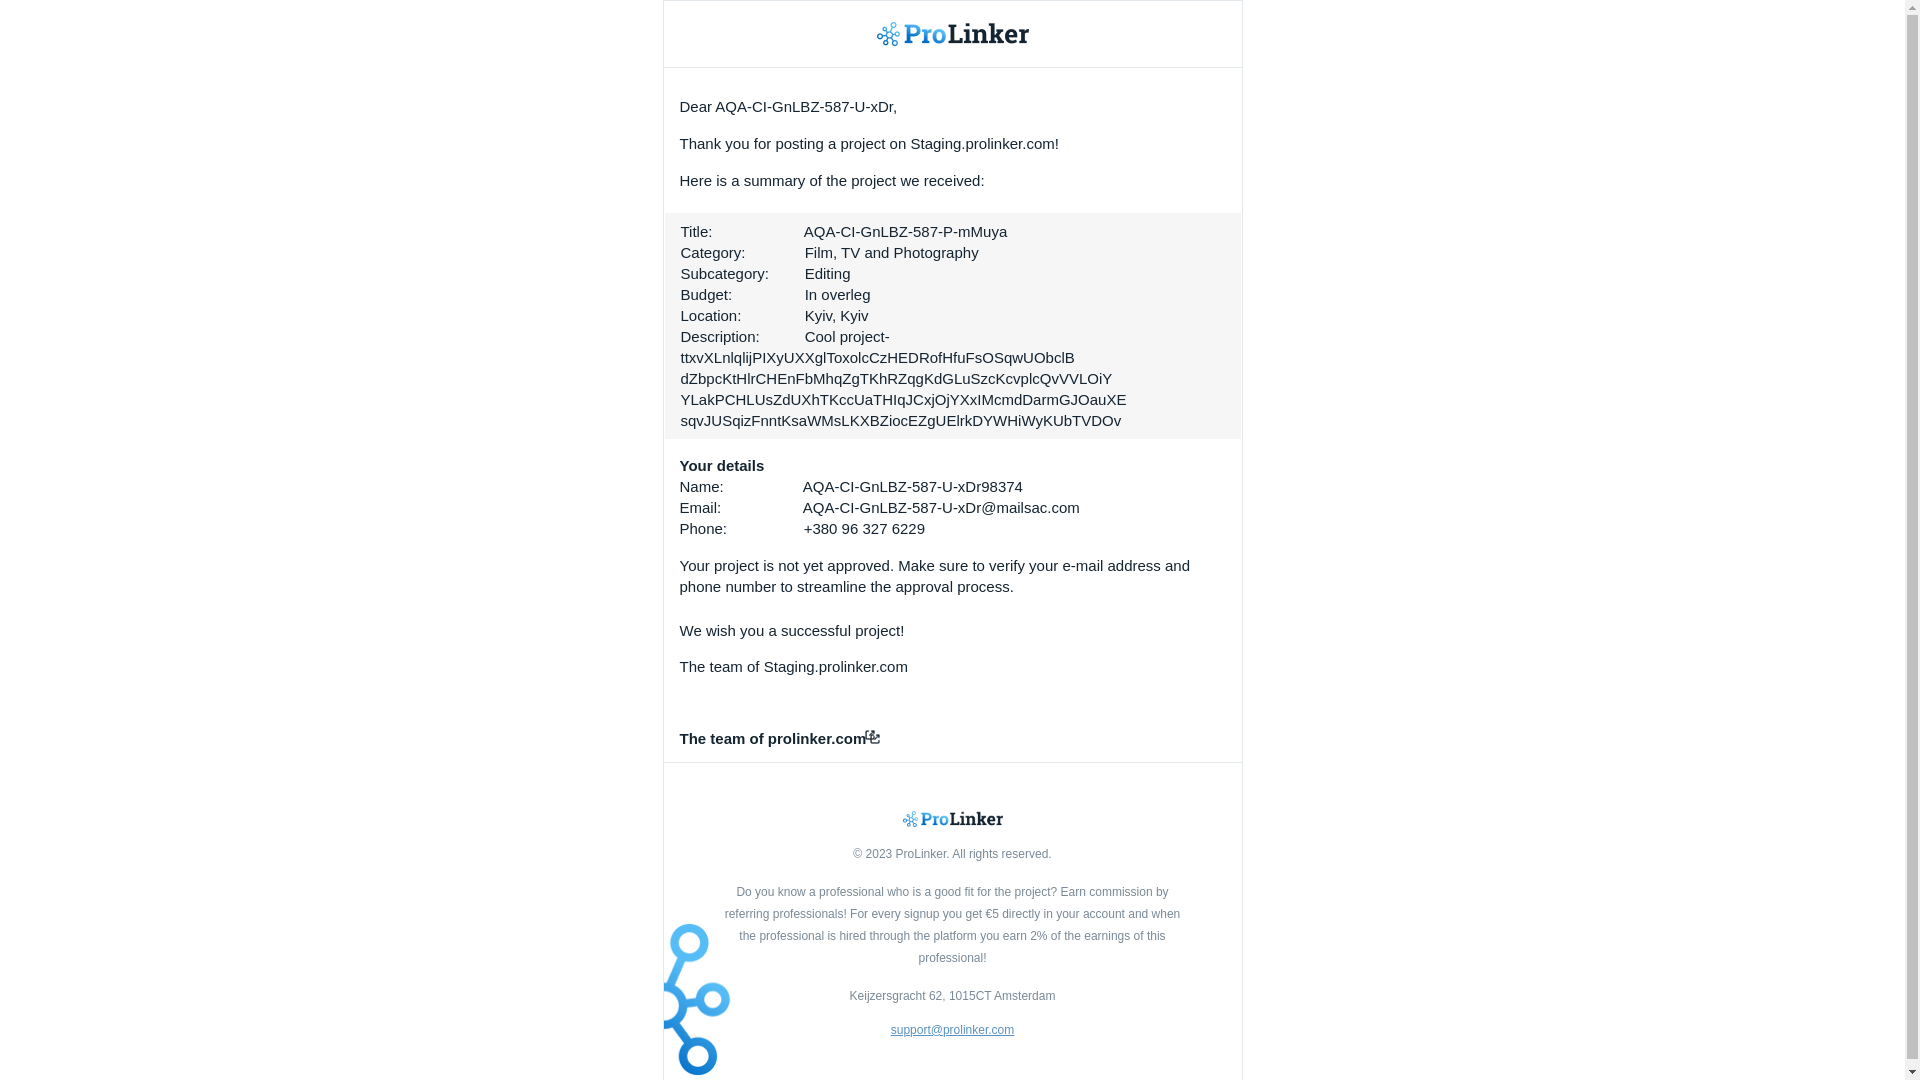 ProLinker
Dear AQA-CI-GnLBZ-587-U-xDr,
Thank you for posting a project on Staging.prolinker.com!
Here is a summary of the project we received:
Title: AQA-CI-GnLBZ-587-P-mMuya
Category: Film, TV and Photography
Subcategory: Editing
Budget: In overleg
Location: Kyiv, Kyiv
Description: Cool project-
ttxvXLnlqlijPIXyUXXglToxolcCzHEDRofHfuFsOSqwUObclB
dZbpcKtHlrCHEnFbMhqZgTKhRZqgKdGLuSzcKcvplcQvVVLOiY
YLakPCHLUsZdUXhTKccUaTHIqJCxjOjYXxIMcmdDarmGJOauXE
sqvJUSqizFnntKsaWMsLKXBZiocEZgUElrkDYWHiWyKUbTVDOv
Your details
Name: AQA-CI-GnLBZ-587-U-xDr98374
Email: AQA-CI-GnLBZ-587-U-xDr@mailsac.com
Phone: +380 96 327 6229
Your project is not yet approved. Make sure to verify your e-mail address and
phone number to streamline the approval process.
We wish you a successful project!
The team of Staging.prolinker.com
The team of prolinker.com
ProLinker
© 2023 ProLinker. All rights reserved.
Do you know a professional who is a good fit for the project? Earn commission by
referring professionals! For every signup you get €5 directly in your account and when
the professional is hired through the platform you earn 2% of the earnings of this
professional!
Keijzersgracht 62, 1015CT Amsterdam
support@prolinker.com